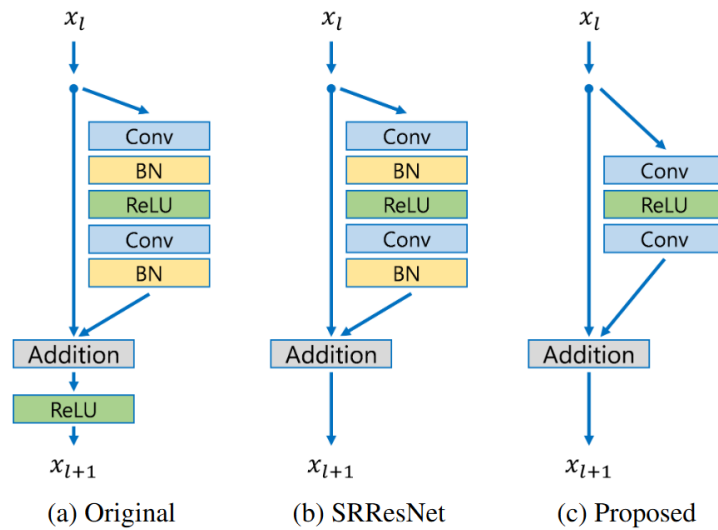 x_l
Conv
BN
ReLU
Conv
BN
Addition
ReLU
x_{l+1}
(a) Original
x_l
Conv
BN
ReLU
Conv
BN
Addition
x_{l+1}
(b) SRResNet
x_l
Conv
ReLU
Conv
Addition
x_{l+1}
(c) Proposed